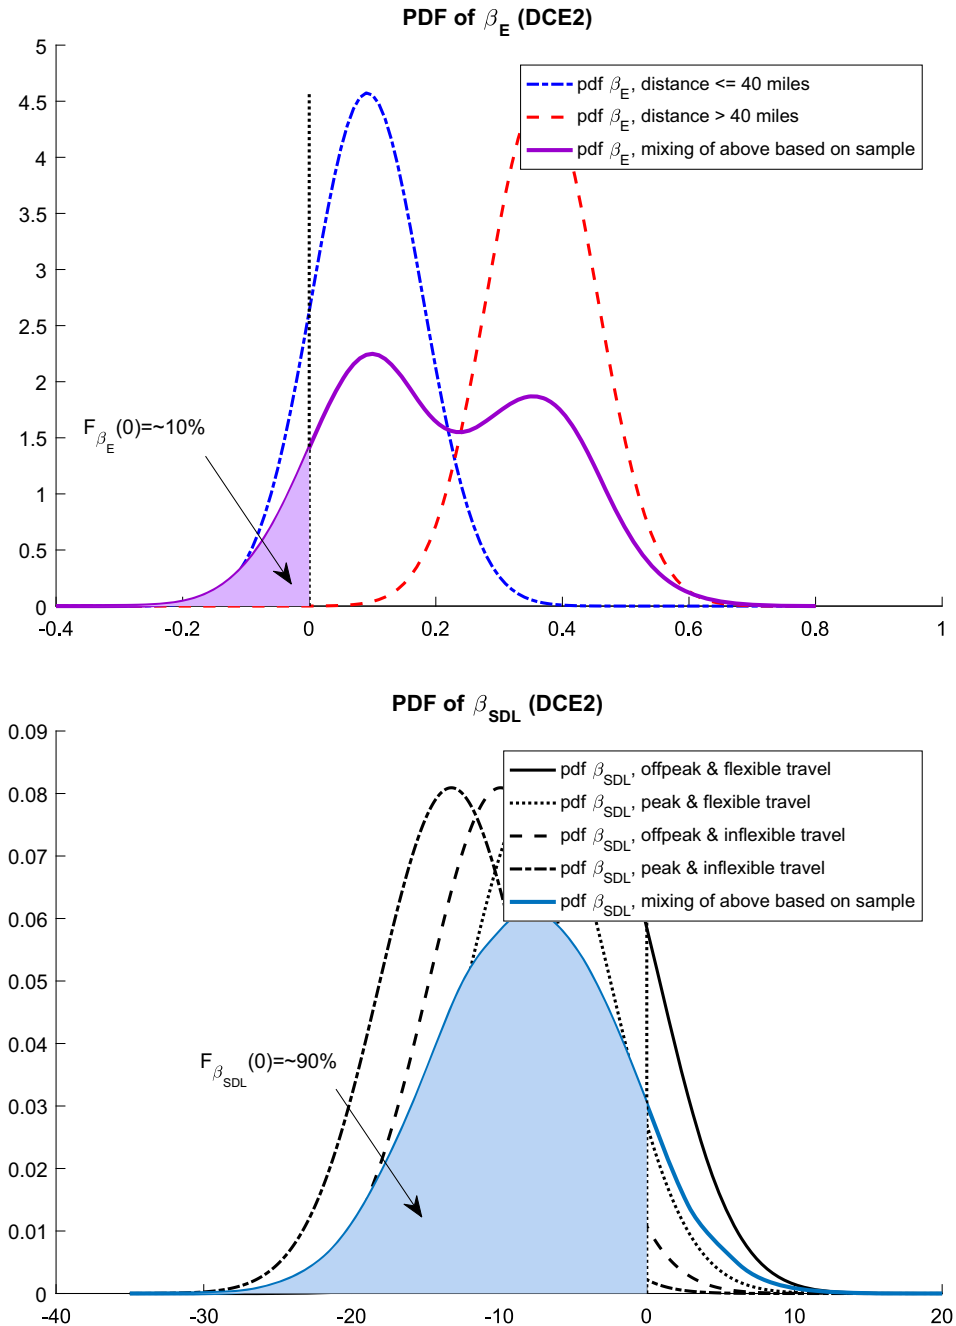 PDF of β_E (DCE2)
5
4.5
4
3.5
3
2.5
2
1.5
1
0.5
0
pdf β_E, distance <= 40 miles
pdf β_E, distance > 40 miles
pdf β_E, mixing of above based on sample
F_β_E(0)=~10%
-0.4 -0.2 0 0.2 0.4 0.6 0.8 1
PDF of β_SDL (DCE2)
0.09
0.08
0.07
0.06
0.05
0.04
0.03
0.02
0.01
0
pdf β_SDL, offpeak & flexible travel
pdf β_SDL, peak & flexible travel
pdf β_SDL, offpeak & inflexible travel
pdf β_SDL, peak & inflexible travel
pdf β_SDL, mixing of above based on sample
F_β_SDL(0)=~90%
-40 -30 -20 -10 0 10 20